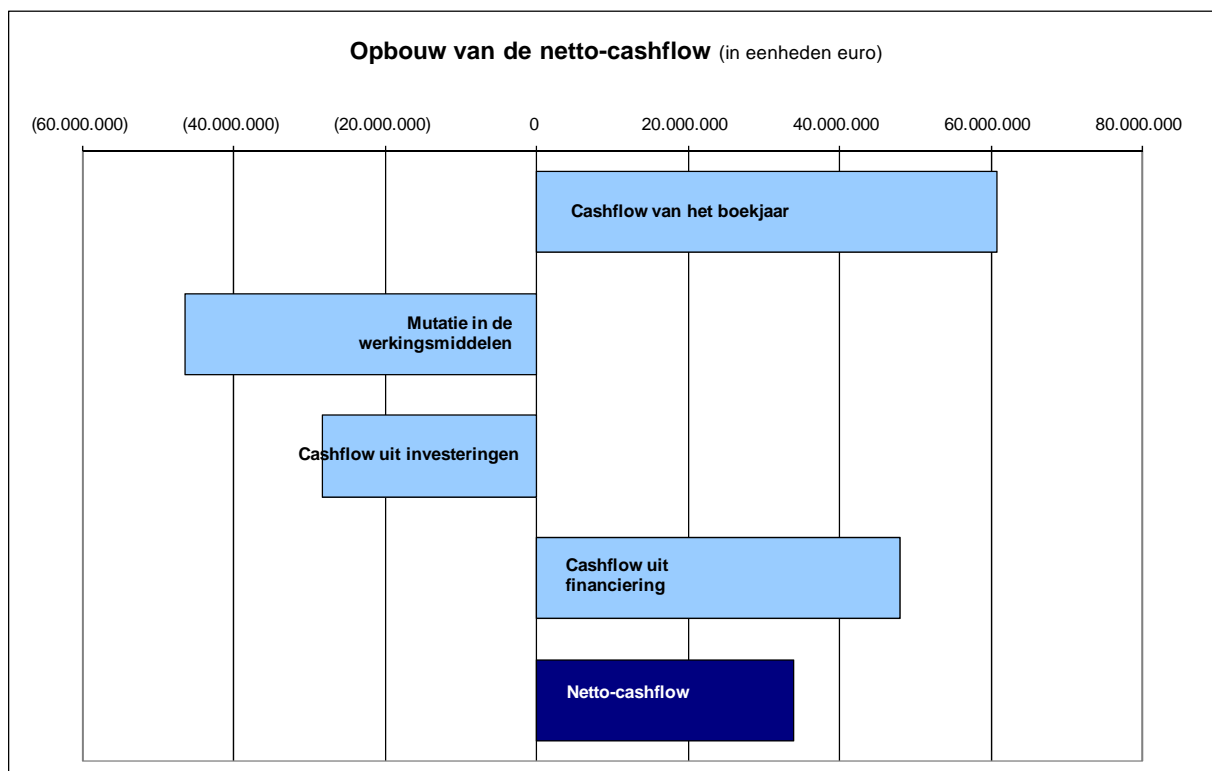 Opbouw van de netto-cashflow (in eenheden euro)
(60.000.000) (40.000.000) (20.000.000) 0 20.000.000 40.000.000 60.000.000 80.000.000
Cashflow van het boekjaar
Mutatie in de
werkingsmiddelen
Cashflow uit investeringen
Cashflow uit
financiering
Netto-cashflow